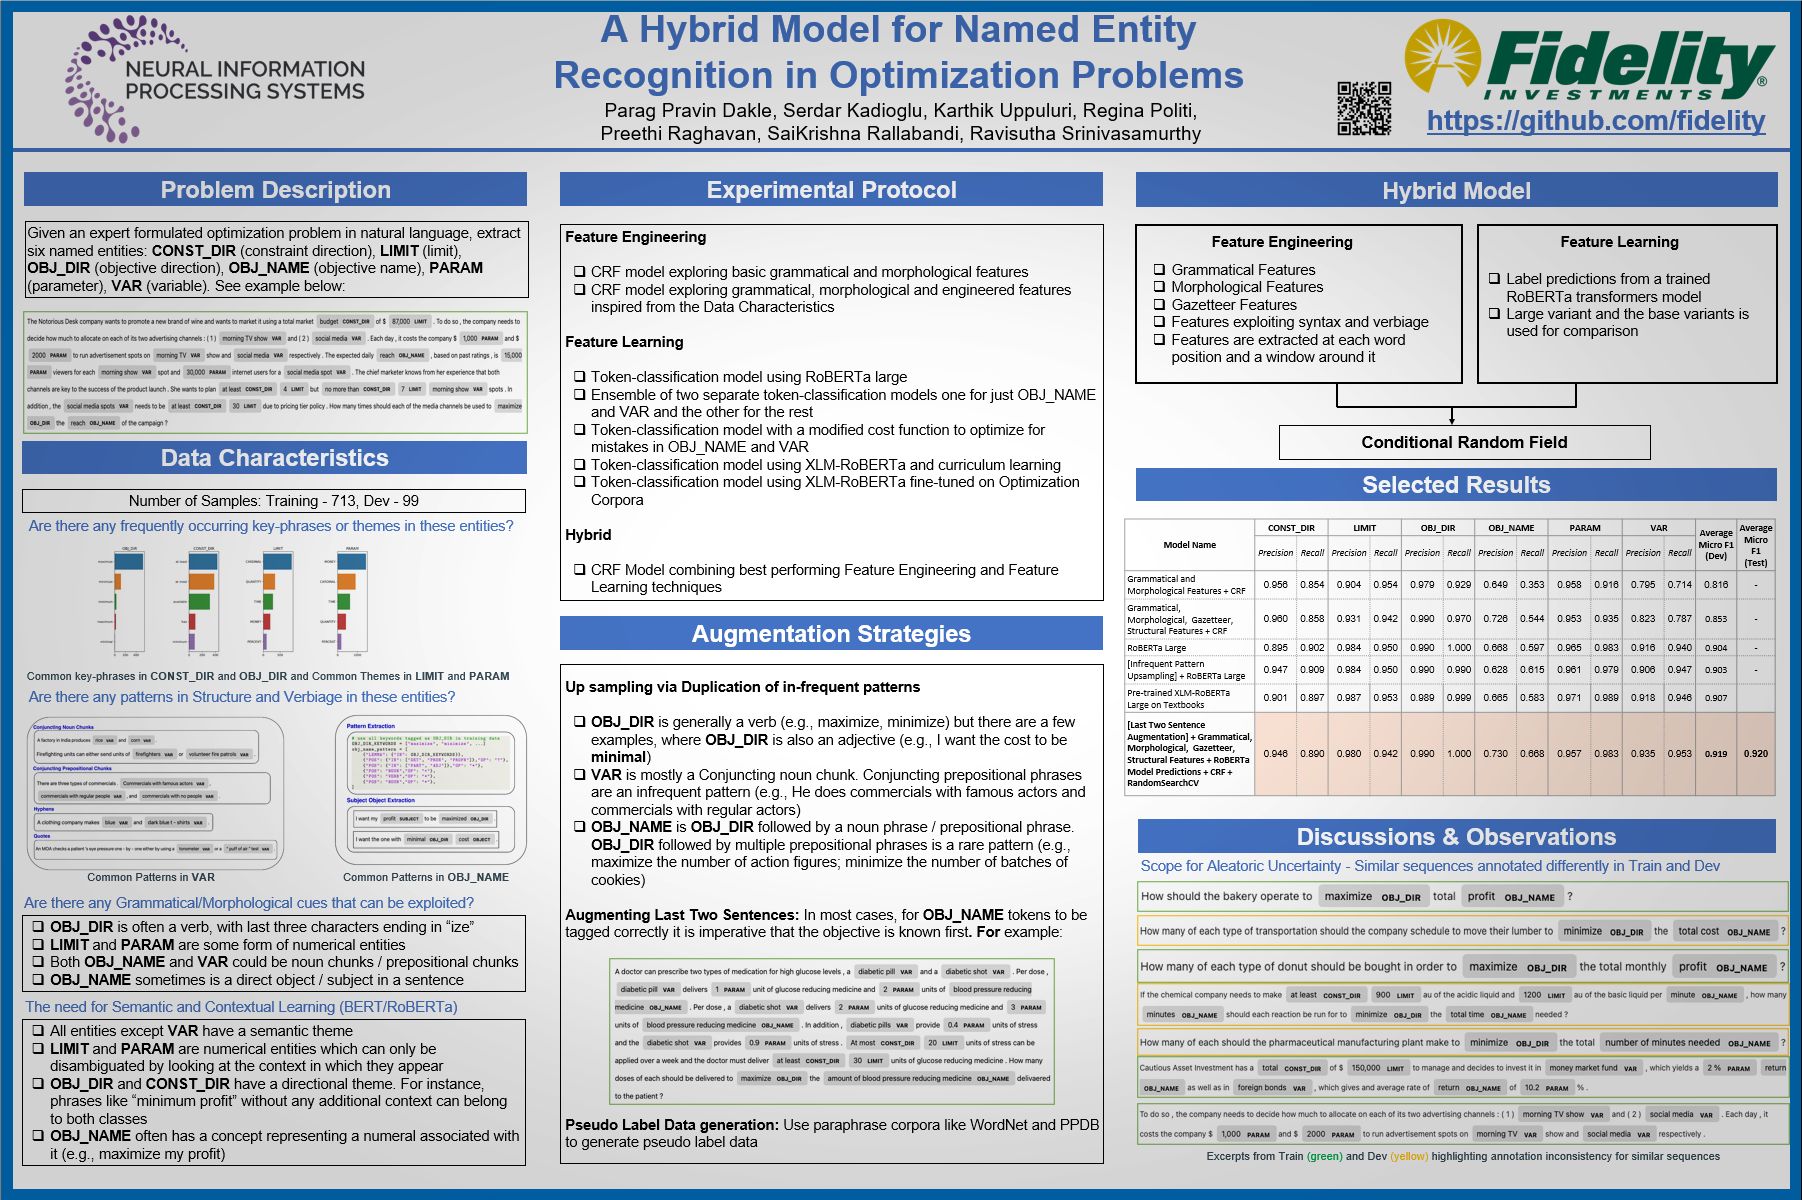 NEURAL INFORMATION
PROCESSING SYSTEMS
A Hybrid Model for Named Entity
Recognition in Optimization Problems
Parag Pravin Dakle, Serdar Kadioglu, Karthik Uppuluri, Regina Politi,
Preethi Raghavan, SaiKrishna Rallabandi, Ravisutha Srinivasamurthy
Fidelity®
INVESTMENTS
https://github.com/fidelity
Problem Description
Given an expert formulated optimization problem in natural language, extract
six named entities: CONST_DIR (constraint direction), LIMIT (limit),
OBJ_DIR (objective direction), OBJ_NAME (objective name), PARAM
(parameter), VAR (variable). See example below:
The Notorious Desk company wants to promote a new brand of wine and wants to market it using a total market budget CONST_DIR of $ 87,000 LIMIT . To do so , the company needs to
decide how much to allocate on each of its two advertising channels : ( 1 ) morning TV show VAR and ( 2 ) social media VAR . Each day , it costs the company $ 1,000 PARAM and $
2000 PARAM to run advertisement spots on morning TV VAR show and social media VAR respectively . The expected daily reach OBJ_NAME , based on past ratings , is 15,000
PARAM viewers for each morning show VAR spot and 30,000 PARAM internet users for a social media spot VAR . The chief marketer knows from her experience that both
channels are key to the success of the product launch . She wants to plan at least CONST_DIR 4 LIMIT but no more than CONST_DIR 7 LIMIT morning show VAR spots . In
addition , the social media spots VAR needs to be at least CONST_DIR 30 LIMIT due to pricing tier policy . How many times should each of the media channels be used to maximize
OBJ_DIR the reach OBJ_NAME of the campaign ?
Data Characteristics
Number of Samples: Training - 713, Dev - 99
Are there any frequently occurring key-phrases or themes in these entities?
OBJ_DIR CONST_DIR LIMIT PARAM
Common key-phrases in CONST_DIR and OBJ_DIR and Common Themes in LIMIT and PARAM
Are there any patterns in Structure and Verbiage in these entities?
Conjuncting Noun Chunks
A factory in India produces rice VAR and corn VAR .
Firefighting units can either send units of firefighters VAR or volunteer fire patrols VAR .
Conjuncting Prepositional Chunks
There are three types of commercials . Commercials with famous actors VAR ,
commercials with regular people VAR , and commercials with no people VAR .
Hyphens
A clothing company makes blue VAR and dark blue t - shirts VAR .
Quotes
An MOA checks a patient 's eye pressure one - by - one either by using a tonometer VAR or a " puff of air " test VAR .
Common Patterns in VAR
Pattern Extraction
Subject Object Extraction
I want my profit SUBJECT to be maximized OBJ_DIR .
I want the one with minimal OBJ_DIR cost OBJECT .
Common Patterns in OBJ_NAME
Are there any Grammatical/Morphological cues that can be exploited?
❑ OBJ_DIR is often a verb, with last three characters ending in “ize”
❑ LIMIT and PARAM are some form of numerical entities
❑ Both OBJ_NAME and VAR could be noun chunks / prepositional chunks
❑ OBJ_NAME sometimes is a direct object / subject in a sentence
The need for Semantic and Contextual Learning (BERT/RoBERTa)
❑ All entities except VAR have a semantic theme
❑ LIMIT and PARAM are numerical entities which can only be
disambiguated by looking at the context in which they appear
❑ OBJ_DIR and CONST_DIR have a directional theme. For instance,
phrases like “minimum profit” without any additional context can belong
to both classes
❑ OBJ_NAME often has a concept representing a numeral associated with
it (e.g., maximize my profit)
Experimental Protocol
Feature Engineering
❑ CRF model exploring basic grammatical and morphological features
❑ CRF model exploring grammatical, morphological and engineered features
inspired from the Data Characteristics
Feature Learning
❑ Token-classification model using RoBERTa large
❑ Ensemble of two separate token-classification models one for just OBJ_NAME
and VAR and the other for the rest
❑ Token-classification model with a modified cost function to optimize for
mistakes in OBJ_NAME and VAR
❑ Token-classification model using XLM-RoBERTa and curriculum learning
❑ Token-classification model using XLM-RoBERTa fine-tuned on Optimization
Corpora
Hybrid
❑ CRF Model combining best performing Feature Engineering and Feature
Learning techniques
Augmentation Strategies
Up sampling via Duplication of in-frequent patterns
❑ OBJ_DIR is generally a verb (e.g., maximize, minimize) but there are a few
examples, where OBJ_DIR is also an adjective (e.g., I want the cost to be
minimal)
❑ VAR is mostly a Conjuncting noun chunk. Conjuncting prepositional phrases
are an infrequent pattern (e.g., He does commercials with famous actors and
commercials with regular actors)
❑ OBJ_NAME is OBJ_DIR followed by a noun phrase / prepositional phrase.
OBJ_DIR followed by multiple prepositional phrases is a rare pattern (e.g.,
maximize the number of action figures; minimize the number of batches of
cookies)
Augmenting Last Two Sentences: In most cases, for OBJ_NAME tokens to be
tagged correctly it is imperative that the objective is known first. For example:
A doctor can prescribe two types of medication for high glucose levels , a diabetic pill VAR and a diabetic shot VAR . Per dose ,
diabetic pill VAR delivers 1 PARAM unit of glucose reducing medicine and 2 PARAM units of blood pressure reducing
medicine OBJ_NAME . Per dose , a diabetic shot VAR delivers 2 PARAM units of glucose reducing medicine and 3 PARAM
units of blood pressure reducing medicine OBJ_NAME . In addition , diabetic pills VAR provide 0.4 PARAM units of stress
and the diabetic shot VAR provides 0.9 PARAM units of stress . At most CONST_DIR 20 LIMIT units of stress can be
applied over a week and the doctor must deliver at least CONST_DIR 30 LIMIT units of glucose reducing medicine . How many
doses of each should be delivered to maximize OBJ_DIR the amount of blood pressure reducing medicine OBJ_NAME delivaered
to the patient ?
Pseudo Label Data generation: Use paraphrase corpora like WordNet and PPDB
to generate pseudo label data
Hybrid Model
Feature Engineering
❑ Grammatical Features
❑ Morphological Features
❑ Gazetteer Features
❑ Features exploiting syntax and verbiage
❑ Features are extracted at each word
position and a window around it
Feature Learning
❑ Label predictions from a trained
RoBERTa transformers model
❑ Large variant and the base variants is
used for comparison
Conditional Random Field
Selected Results
Model Name CONST_DIR LIMIT OBJ_DIR OBJ_NAME PARAM VAR Average Micro F1 (Dev) Average Micro F1 (Test)
Precision Recall Precision Recall Precision Recall Precision Recall Precision Recall Precision Recall
Grammatical and
Morphological Features + CRF 0.956 0.854 0.904 0.954 0.979 0.929 0.649 0.353 0.958 0.916 0.795 0.714 0.816 -
Grammatical,
Morphological, Gazetteer,
Structural Features + CRF 0.960 0.858 0.931 0.942 0.990 0.970 0.726 0.544 0.953 0.935 0.823 0.787 0.853 -
RoBERTa Large 0.895 0.902 0.984 0.950 0.990 1.000 0.668 0.597 0.965 0.983 0.916 0.940 0.904 -
[Infrequent Pattern
Upsampling] + RoBERTa Large 0.947 0.909 0.984 0.950 0.990 0.990 0.628 0.615 0.961 0.979 0.906 0.947 0.903 -
Pre-trained XLM-RoBERTa
Large on Textbooks 0.901 0.897 0.987 0.953 0.989 0.999 0.665 0.583 0.971 0.989 0.918 0.946 0.907
[Last Two Sentence
Augmentation] + Grammatical,
Morphological, Gazetteer,
Structural Features + RoBERTa
Model Predictions + CRF +
RandomSearchCV 0.946 0.890 0.980 0.942 0.990 1.000 0.730 0.668 0.957 0.983 0.935 0.953 0.919 0.920
Discussions & Observations
Scope for Aleatoric Uncertainty - Similar sequences annotated differently in Train and Dev
How should the bakery operate to maximize OBJ_DIR total profit OBJ_NAME ?
How many of each type of transportation should the company schedule to move their lumber to minimize OBJ_DIR the total cost OBJ_NAME ?
How many of each type of donut should be bought in order to maximize OBJ_DIR the total monthly profit OBJ_NAME ?
If the chemical company needs to make at least CONST_DIR 900 LIMIT au of the acidic liquid and 1200 LIMIT au of the basic liquid per minute OBJ_NAME , how many
minutes OBJ_NAME should each reaction be run for to minimize OBJ_DIR the total time OBJ_NAME needed ?
How many of each should the pharmaceutical manufacturing plant make to minimize OBJ_DIR the total number of minutes needed OBJ_NAME ?
Cautious Asset Investment has a total CONST_DIR of $ 150,000 LIMIT to manage and decides to invest it in money market fund VAR , which yields a 2 % PARAM return
OBJ_NAME as well as in foreign bonds VAR , which gives and average rate of return OBJ_NAME of 10.2 PARAM % .
To do so , the company needs to decide how much to allocate on each of its two advertising channels : ( 1 ) morning TV show VAR and ( 2 ) social media VAR . Each day , it
costs the company $ 1,000 PARAM and $ 2000 PARAM to run advertisement spots on morning TV VAR show and social media VAR respectively .
Excerpts from Train (green) and Dev (yellow) highlighting annotation inconsistency for similar sequences